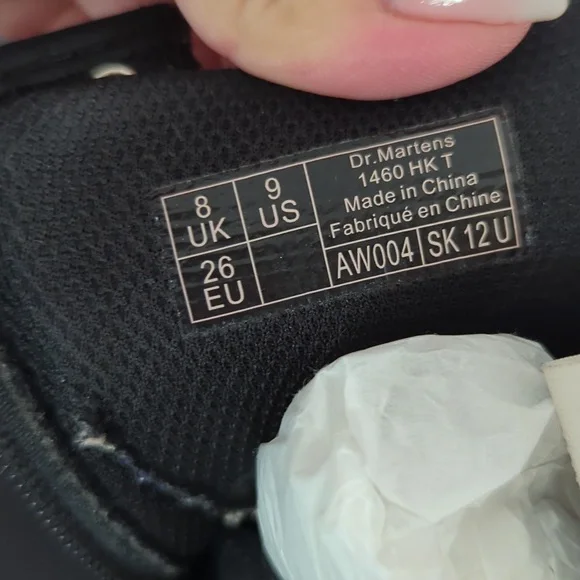 8 UK
9 US
26 EU
Dr.Martens
1460 HK T
Made in China
Fabriqué en Chine
AW004
SK 12 U